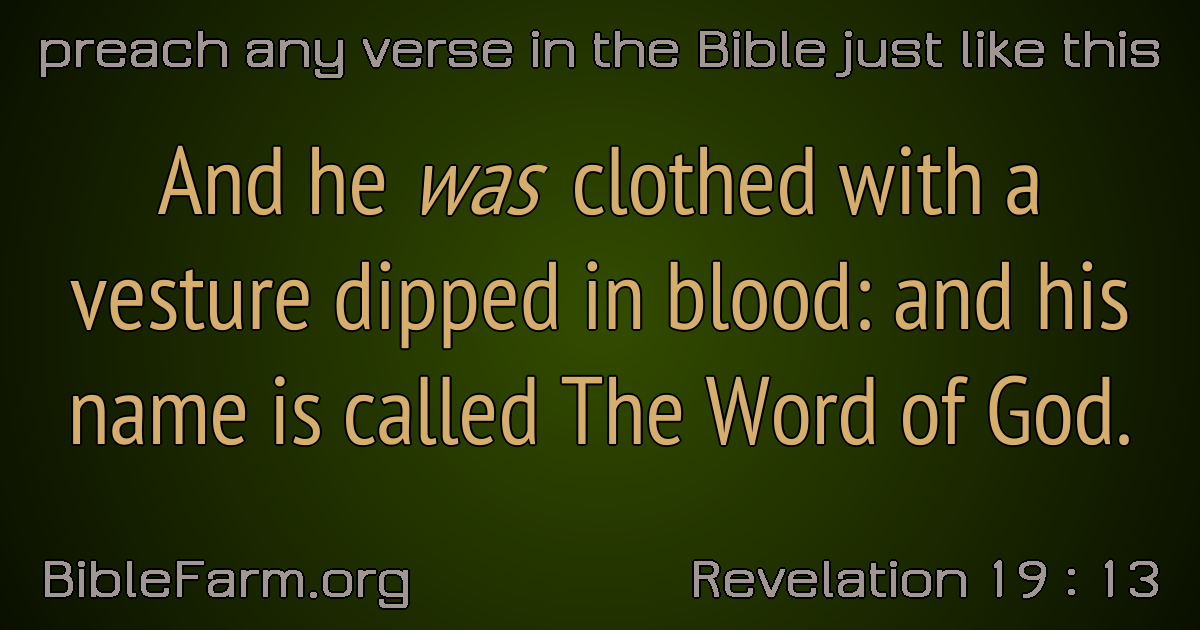 preach any verse in the Bible just like this
And he was clothed with a
vesture dipped in blood: and his
name is called The Word of God.
BibleFarm.org
Revelation 19 : 13